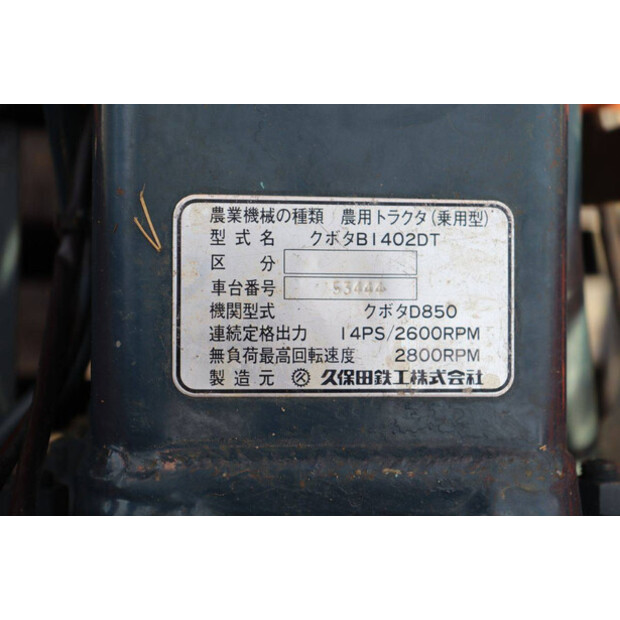 農業機械の種類 農用トラクタ(乗用型)
型式名 クボタB1402DT
区分
車台番号 53444
機関型式 クボタD850
連続定格出力 14PS/2600RPM
無負荷最高回転速度 2800RPM
製造元 久保田鉄工株式会社